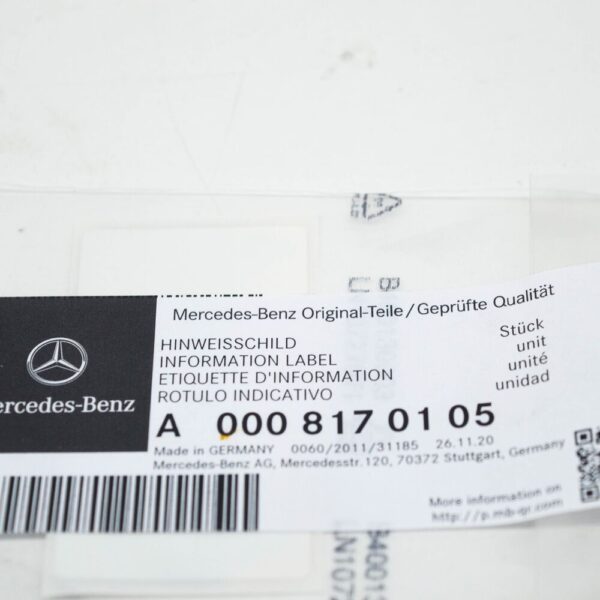 Mercedes-Benz Original-Teile/Geprüfte Qualität
HINWEISSCHILD
INFORMATION LABEL
ETIQUETTE D'INFORMATION
ROTULO INDICATIVO
Stück
unit
unité
unidad
ercedes-Benz
A 000 817 01 05
Made in GERMANY 0060/2011/31185 26.11.20
Mercedes-Benz AG, Mercedesstr.120, 70372 Stuttgart, Germany
More information on
http://p.mb-qr.com